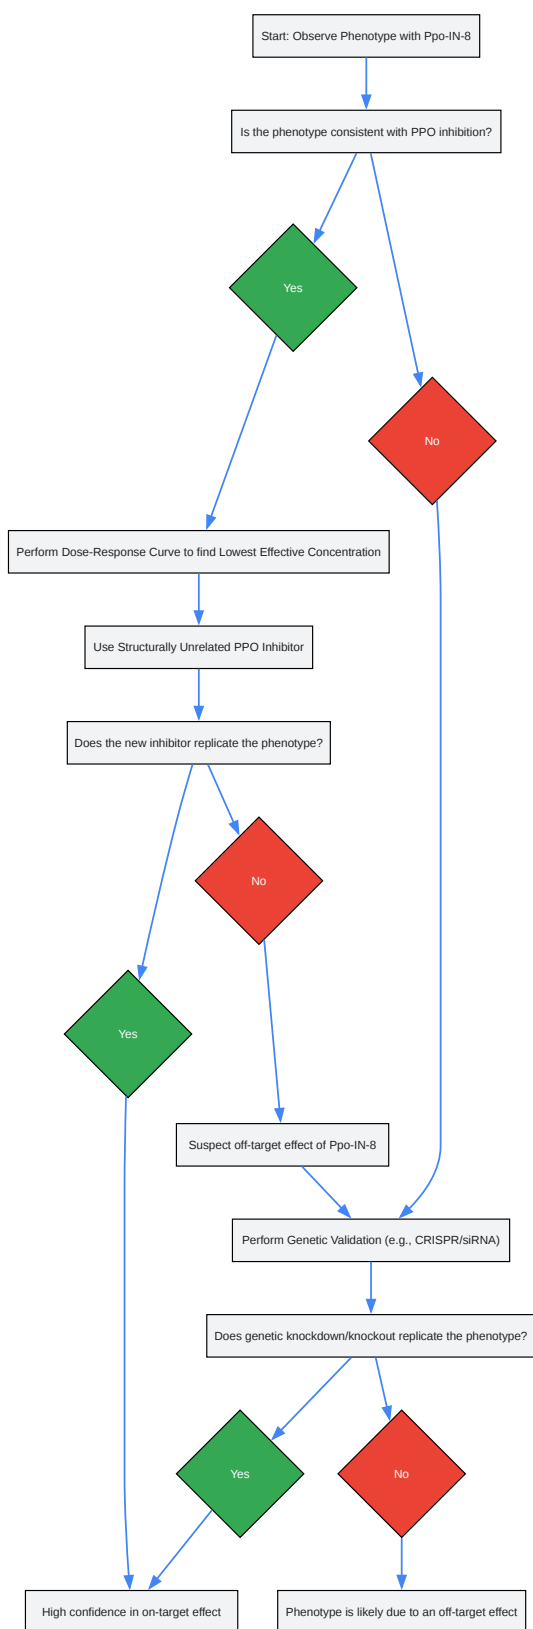 Start: Observe Phenotype with Ppo-IN-8
Is the phenotype consistent with PPO inhibition?
Yes
No
Perform Dose-Response Curve to find Lowest Effective Concentration
Use Structurally Unrelated PPO Inhibitor
Does the new inhibitor replicate the phenotype?
No
Yes
Suspect off-target effect of Ppo-IN-8
Perform Genetic Validation (e.g., CRISPR/siRNA)
Does genetic knockdown/knockout replicate the phenotype?
Yes
No
High confidence in on-target effect
Phenotype is likely due to an off-target effect